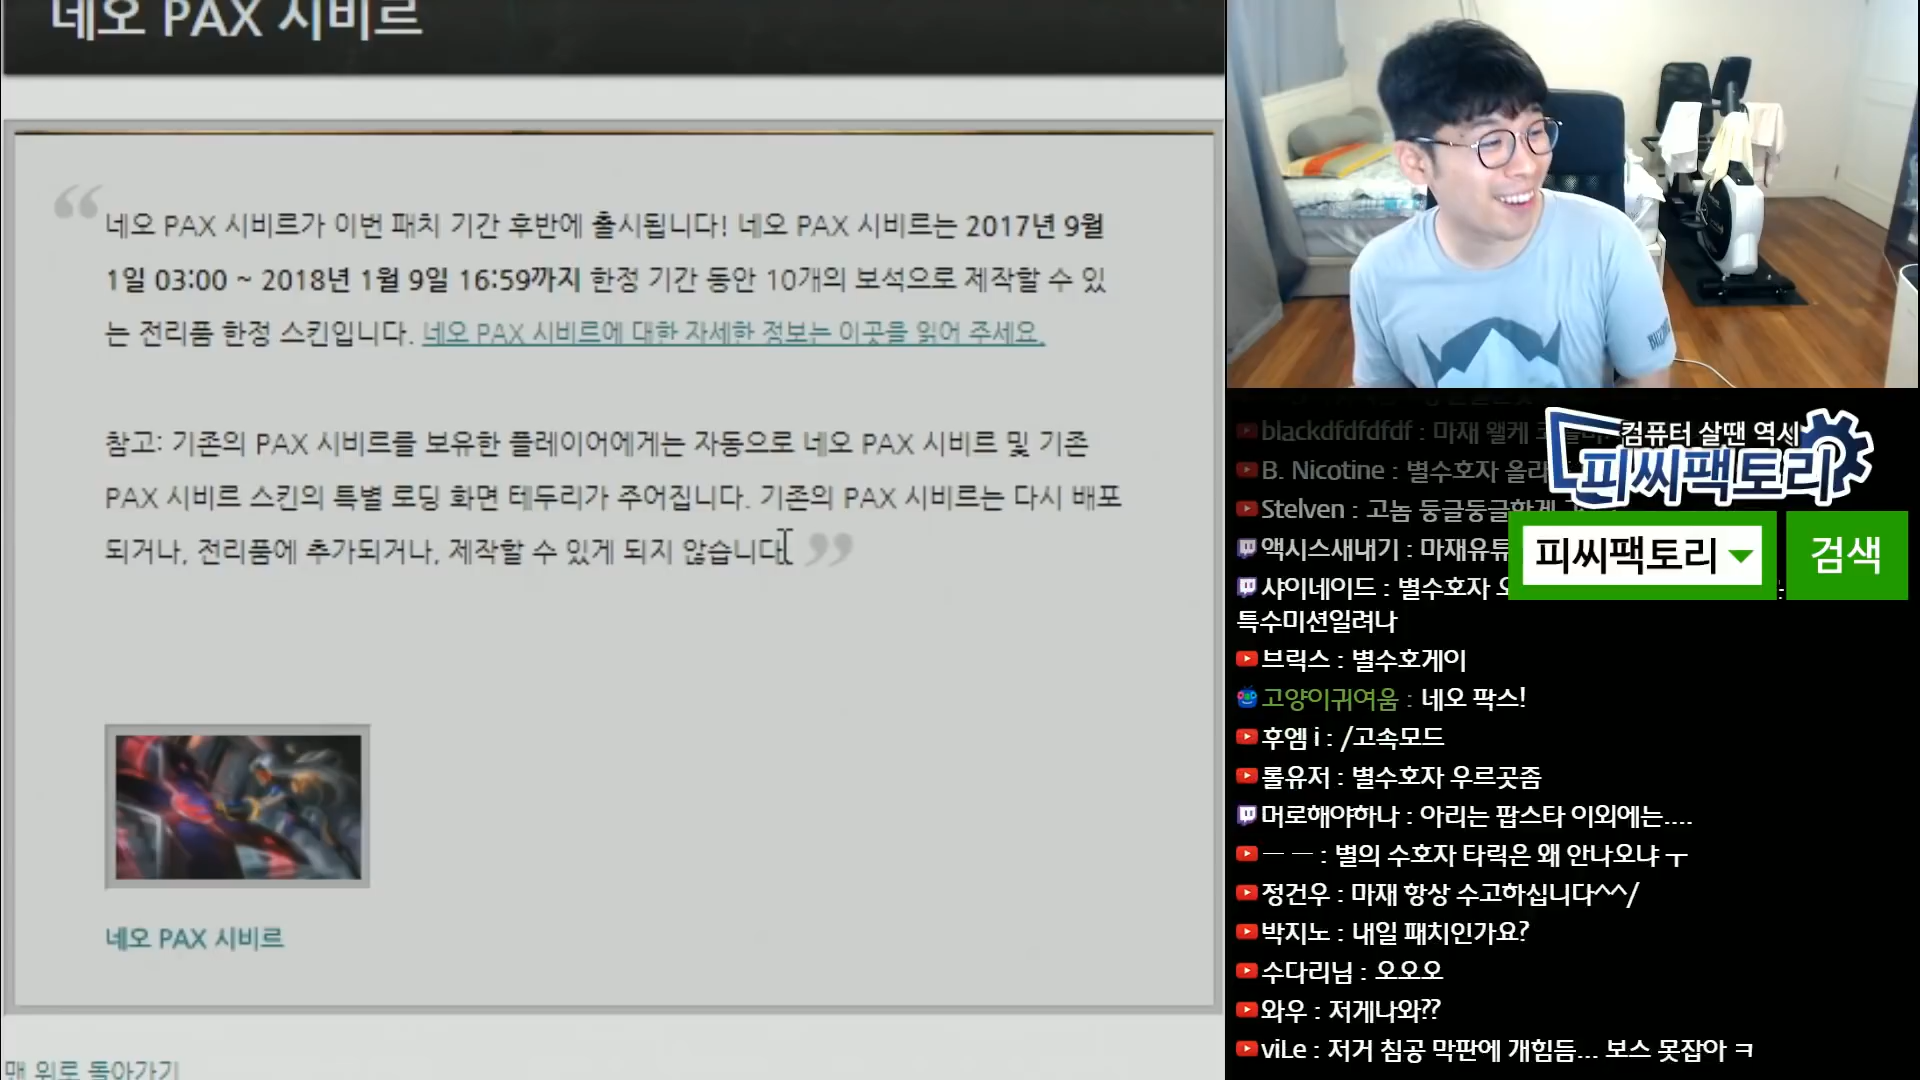 네오 PAX 시비르
네오 PAX 시비르가 이번 패치 기간 후반에 출시됩니다! 네오 PAX 시비르는 2017년 9월
1일 03:00 ~ 2018년 1월 9일 16:59까지 한정 기간 동안 10개의 보석으로 제작할 수 있
는 전리품 한정 스킨입니다. 네오 PAX 시비르에 대한 자세한 정보는 이곳을 읽어 주세요.
참고: 기존의 PAX 시비르를 보유한 플레이어에게는 자동으로 네오 PAX 시비르 및 기존
PAX 시비르 스킨의 특별 로딩 화면 테두리가 주어집니다. 기존의 PAX 시비르는 다시 배포
되거나, 전리품에 추가되거나, 제작할 수 있게 되지 않습니다.
네오 PAX 시비르
맨 위로 돌아가기
컴퓨터 살땐 역시
피씨팩토리
피씨팩토리
검색
blackdfdfdfdf : 마재 왤케
B. Nicotine : 별수호자 올라
Stelven : 고놈 둥글둥글하게
액시스새내기 : 마재유튜
샤이네이드 : 별수호자
특수미션일려나
브릭스 : 별수호게이
고양이귀여움 : 네오 팍스!
후엠 i : /고속모드
롤유저 : 별수호자 우르곳좀
머로해야하나 : 아리는 팝스타 이외에는....
ㅡ ㅡ : 별의 수호자 타릭은 왜 안나오냐 ㅜ
정건우 : 마재 항상 수고하십니다^^/
박지노 : 내일 패치인가요?
수다리님 : 오오오
와우 : 저게나와??
viLe : 저거 침공 막판에 개힘듬... 보스 못잡아 ㅋ